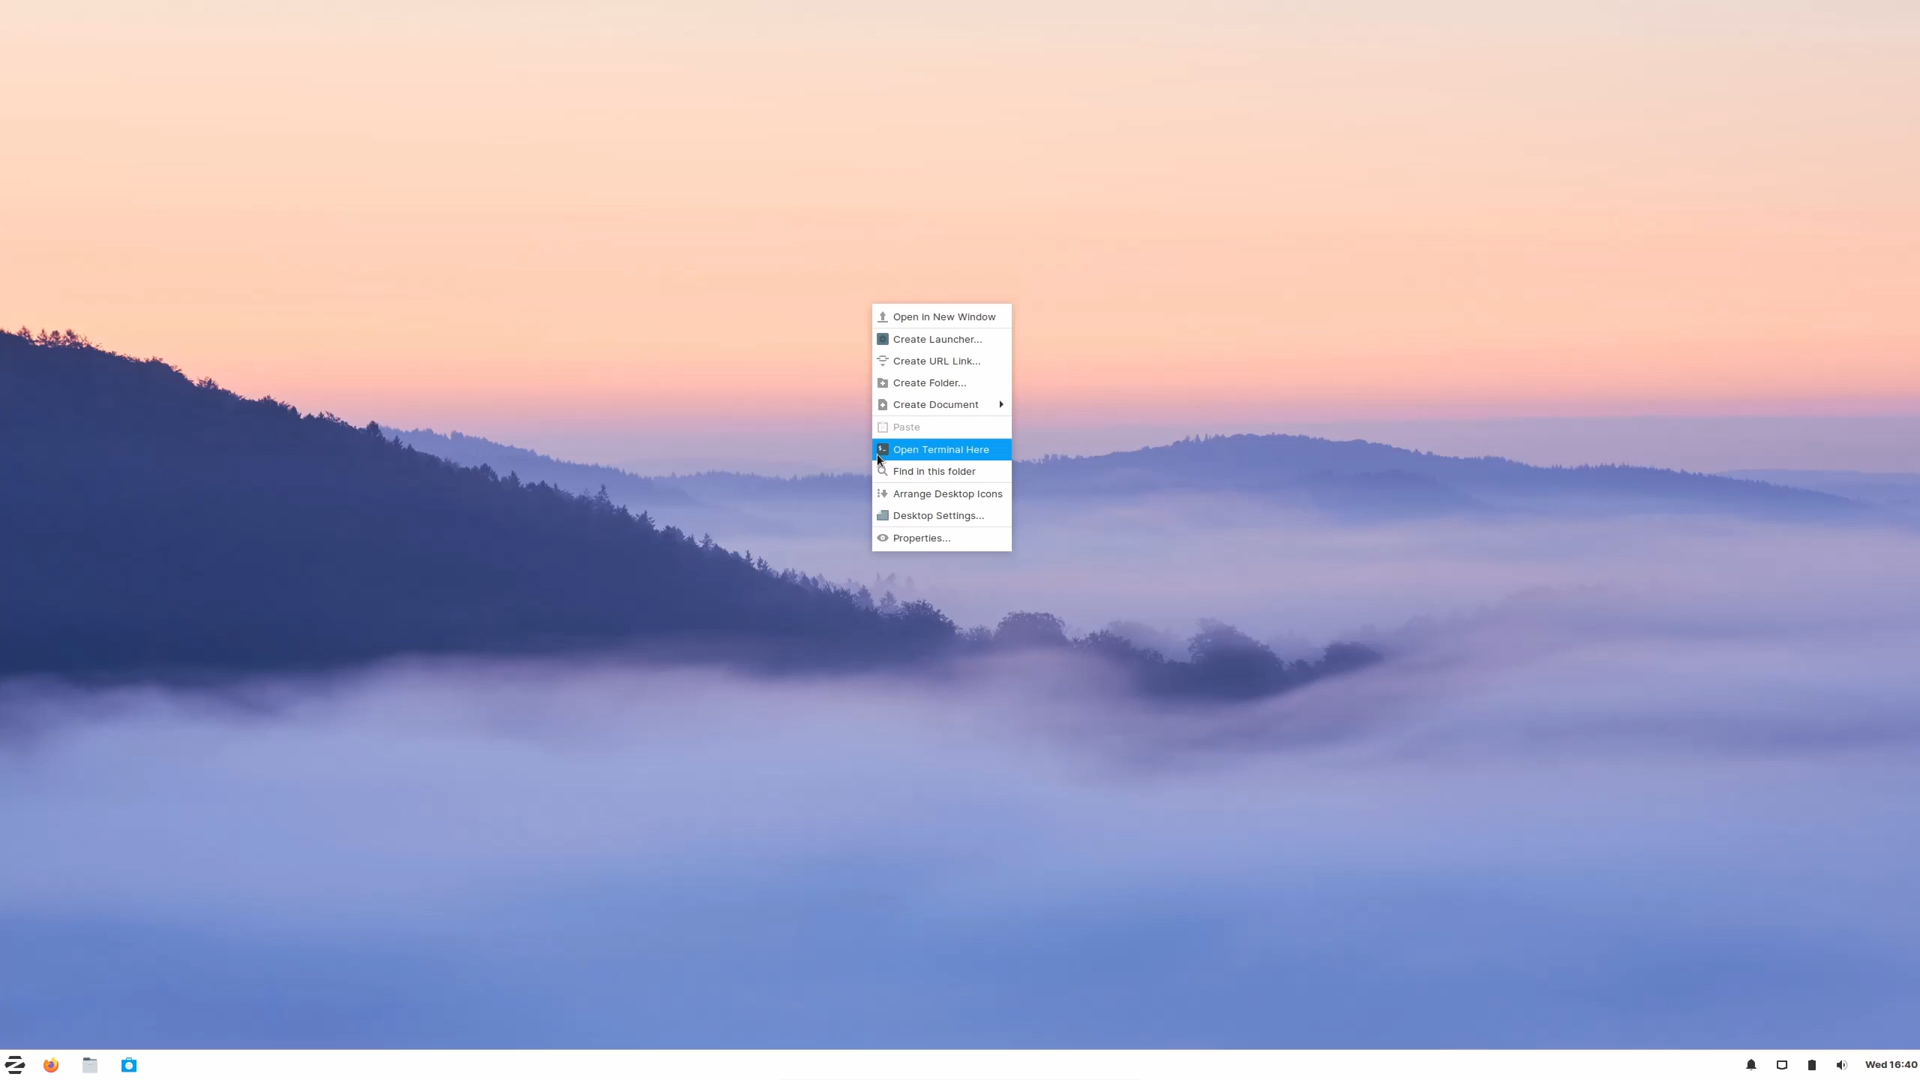 Open in New Window
Create Launcher...
Create URL Link...
Create Folder...
Create Document
Paste
Open Terminal Here
Find in this folder
Arrange Desktop Icons
Desktop Settings...
Properties...
Wed 16:40